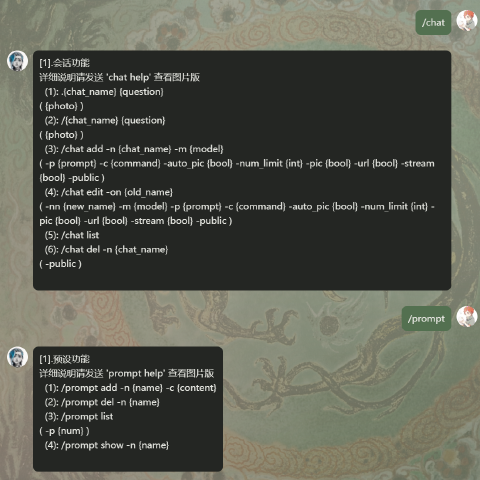 /chat
[1].会话功能
详细说明请发送 'chat help' 查看图片版
(1): .{chat_name} {question}
( {photo} )
(2): /{chat_name} {question}
( {photo} )
(3): /chat add -n {chat_name} -m {model}
( -p {prompt} -c {command} -auto_pic {bool} -num_limit {int} -pic {bool} -url {bool} -stream
{bool} -public )
(4): /chat edit -on {old_name}
( -nn {new_name} -m {model} -p {prompt} -c {command} -auto_pic {bool} -num_limit {int} -
pic {bool} -url {bool} -stream {bool} -public )
(5): /chat list
(6): /chat del -n {chat_name}
( -public )
/prompt
[1].预设功能
详细说明请发送 'prompt help' 查看图片版
(1): /prompt add -n {name} -c {content}
(2): /prompt del -n {name}
(3): /prompt list
( -p {num} )
(4): /prompt show -n {name}